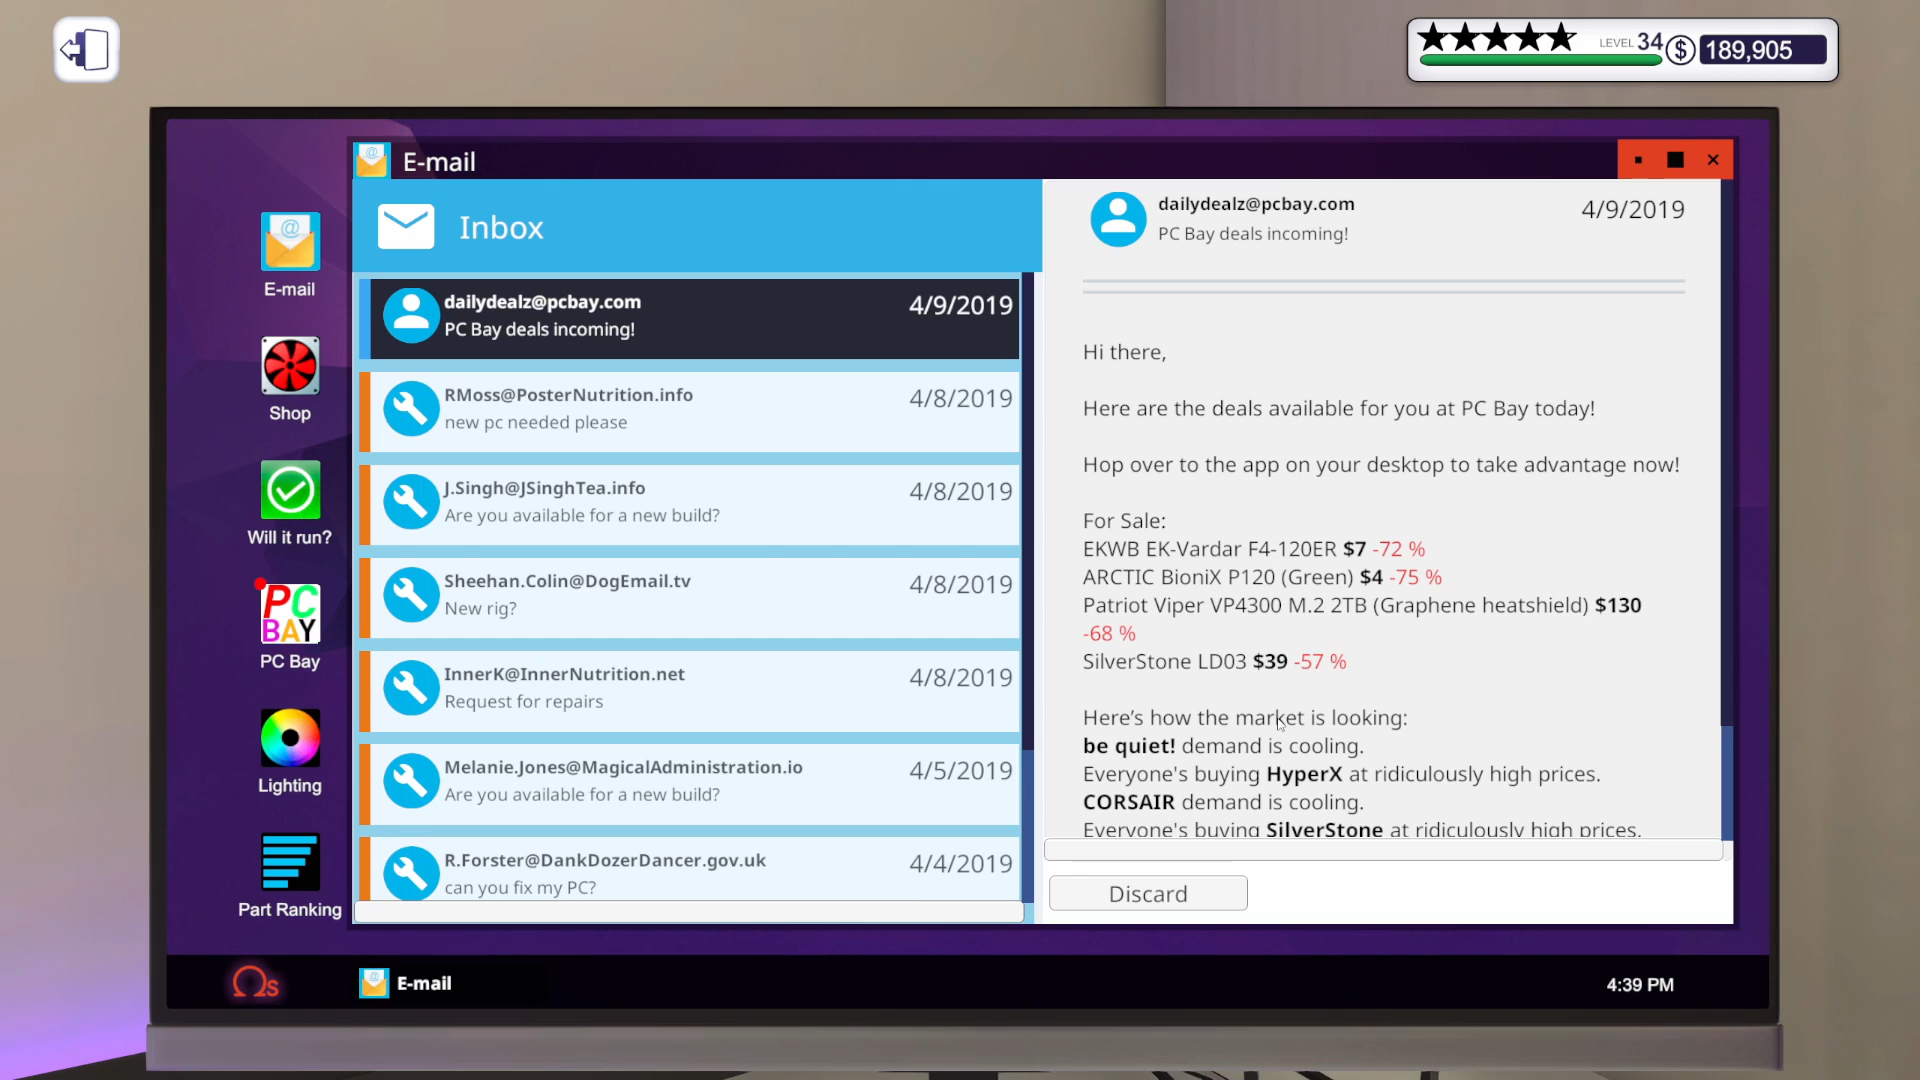 LEVEL 34 $ 189,905
E-mail
Inbox
dailydealz@pcbay.com 4/9/2019
PC Bay deals incoming!
RMoss@PosterNutrition.info 4/8/2019
new pc needed please
J.Singh@JSinghTea.info 4/8/2019
Are you available for a new build?
Sheehan.Colin@DogEmail.tv 4/8/2019
New rig?
InnerK@InnerNutrition.net 4/8/2019
Request for repairs
Melanie.Jones@MagicalAdministration.io 4/5/2019
Are you available for a new build?
R.Forster@DankDozerDancer.gov.uk 4/4/2019
can you fix my PC?
dailydealz@pcbay.com 4/9/2019
PC Bay deals incoming!
Hi there,
Here are the deals available for you at PC Bay today!
Hop over to the app on your desktop to take advantage now!
For Sale:
EKWB EK-Vardar F4-120ER $7 -72 %
ARCTIC BioniX P120 (Green) $4 -75 %
Patriot Viper VP4300 M.2 2TB (Graphene heatshield) $130
-68 %
SilverStone LD03 $39 -57 %
Here's how the market is looking:
be quiet! demand is cooling.
Everyone's buying HyperX at ridiculously high prices.
CORSAIR demand is cooling.
Everyone's buying SilverStone at ridiculously high prices.
Discard
E-mail
Shop
Will it run?
PC
BAY
PC Bay
Lighting
Part Ranking
Ωs
E-mail
4:39 PM